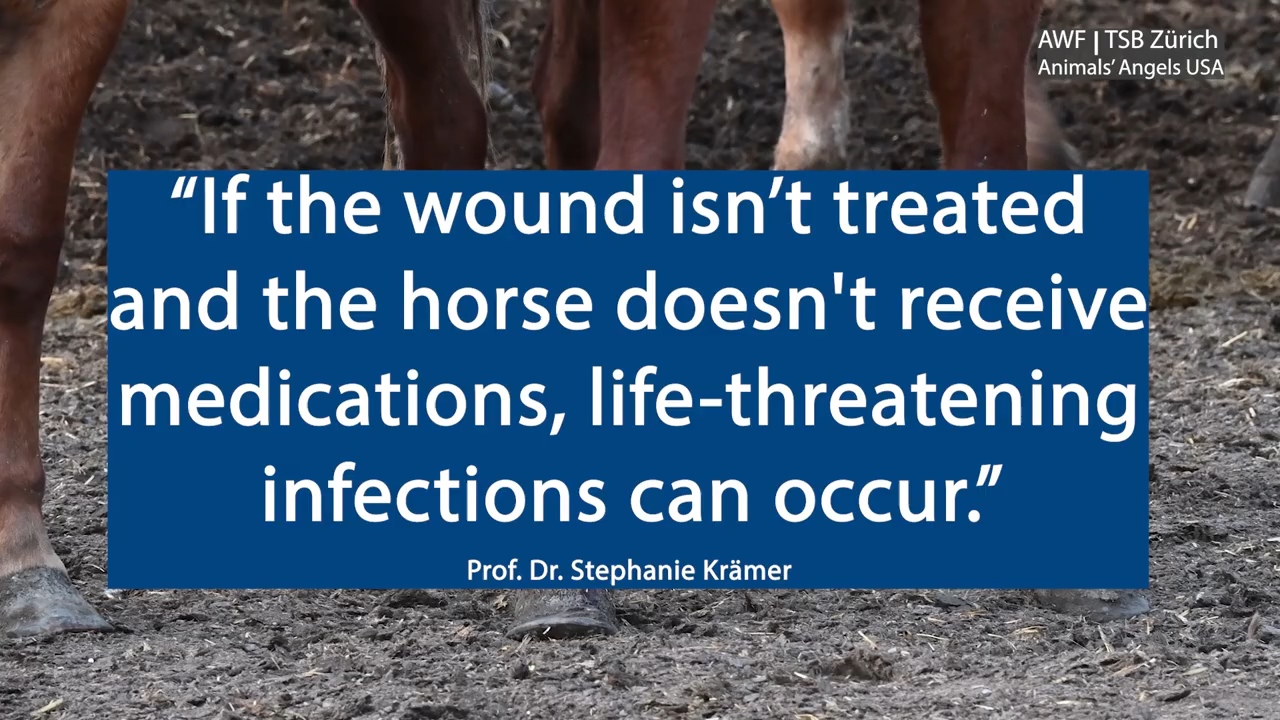 AWF | TSB Zürich
Animals’ Angels USA
“If the wound isn’t treated
and the horse doesn't receive
medications, life-threatening
infections can occur.”
Prof. Dr. Stephanie Krämer